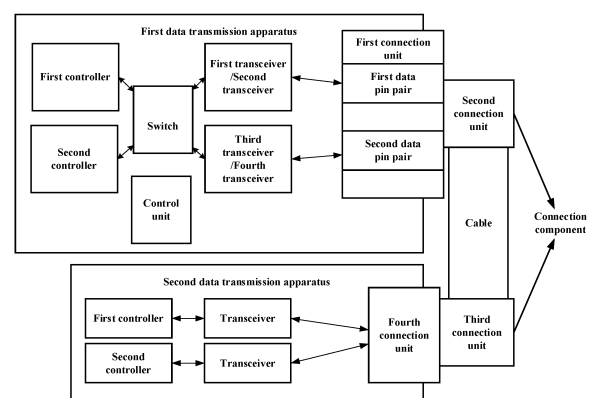 First data transmission apparatus
First connection
unit
First controller
First transceiver
/Second
transceiver
First data
pin pair
Switch
Second
connection
unit
Second
controller
Third
transceiver
/Fourth
transceiver
Second data
pin pair
Control
unit
Cable
Connection
component
Second data transmission apparatus
First controller
Transceiver
Fourth
connection
unit
Third
connection
unit
Second
controller
Transceiver